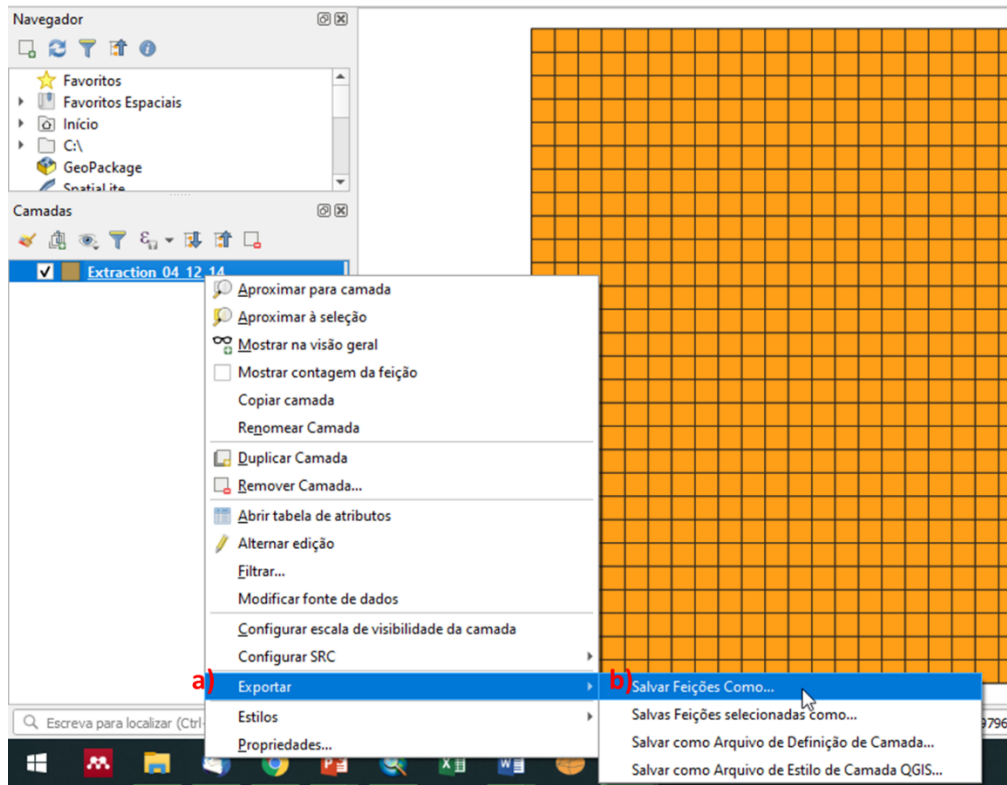 Navegador
Favoritos
Favoritos Espaciais
Início
C:\
GeoPackage
SpatiaLite
Camadas
Extraction_04_12_14
Aproximar para camada
Aproximar à seleção
Mostrar na visão geral
Mostrar contagem da feição
Copiar camada
Renomear Camada
Duplicar Camada
Remover Camada...
Abrir tabela de atributos
Alternar edição
Filtrar...
Modificar fonte de dados
Configurar escala de visibilidade da camada
Configurar SRC
a) Exportar
b) Salvar Feições Como...
Estilos
Salvas Feições selecionadas como...
Propriedades...
Salvar como Arquivo de Definição de Camada...
Salvar como Arquivo de Estilo de Camada QGIS...
Escreva para localizar (Ctrl
9796